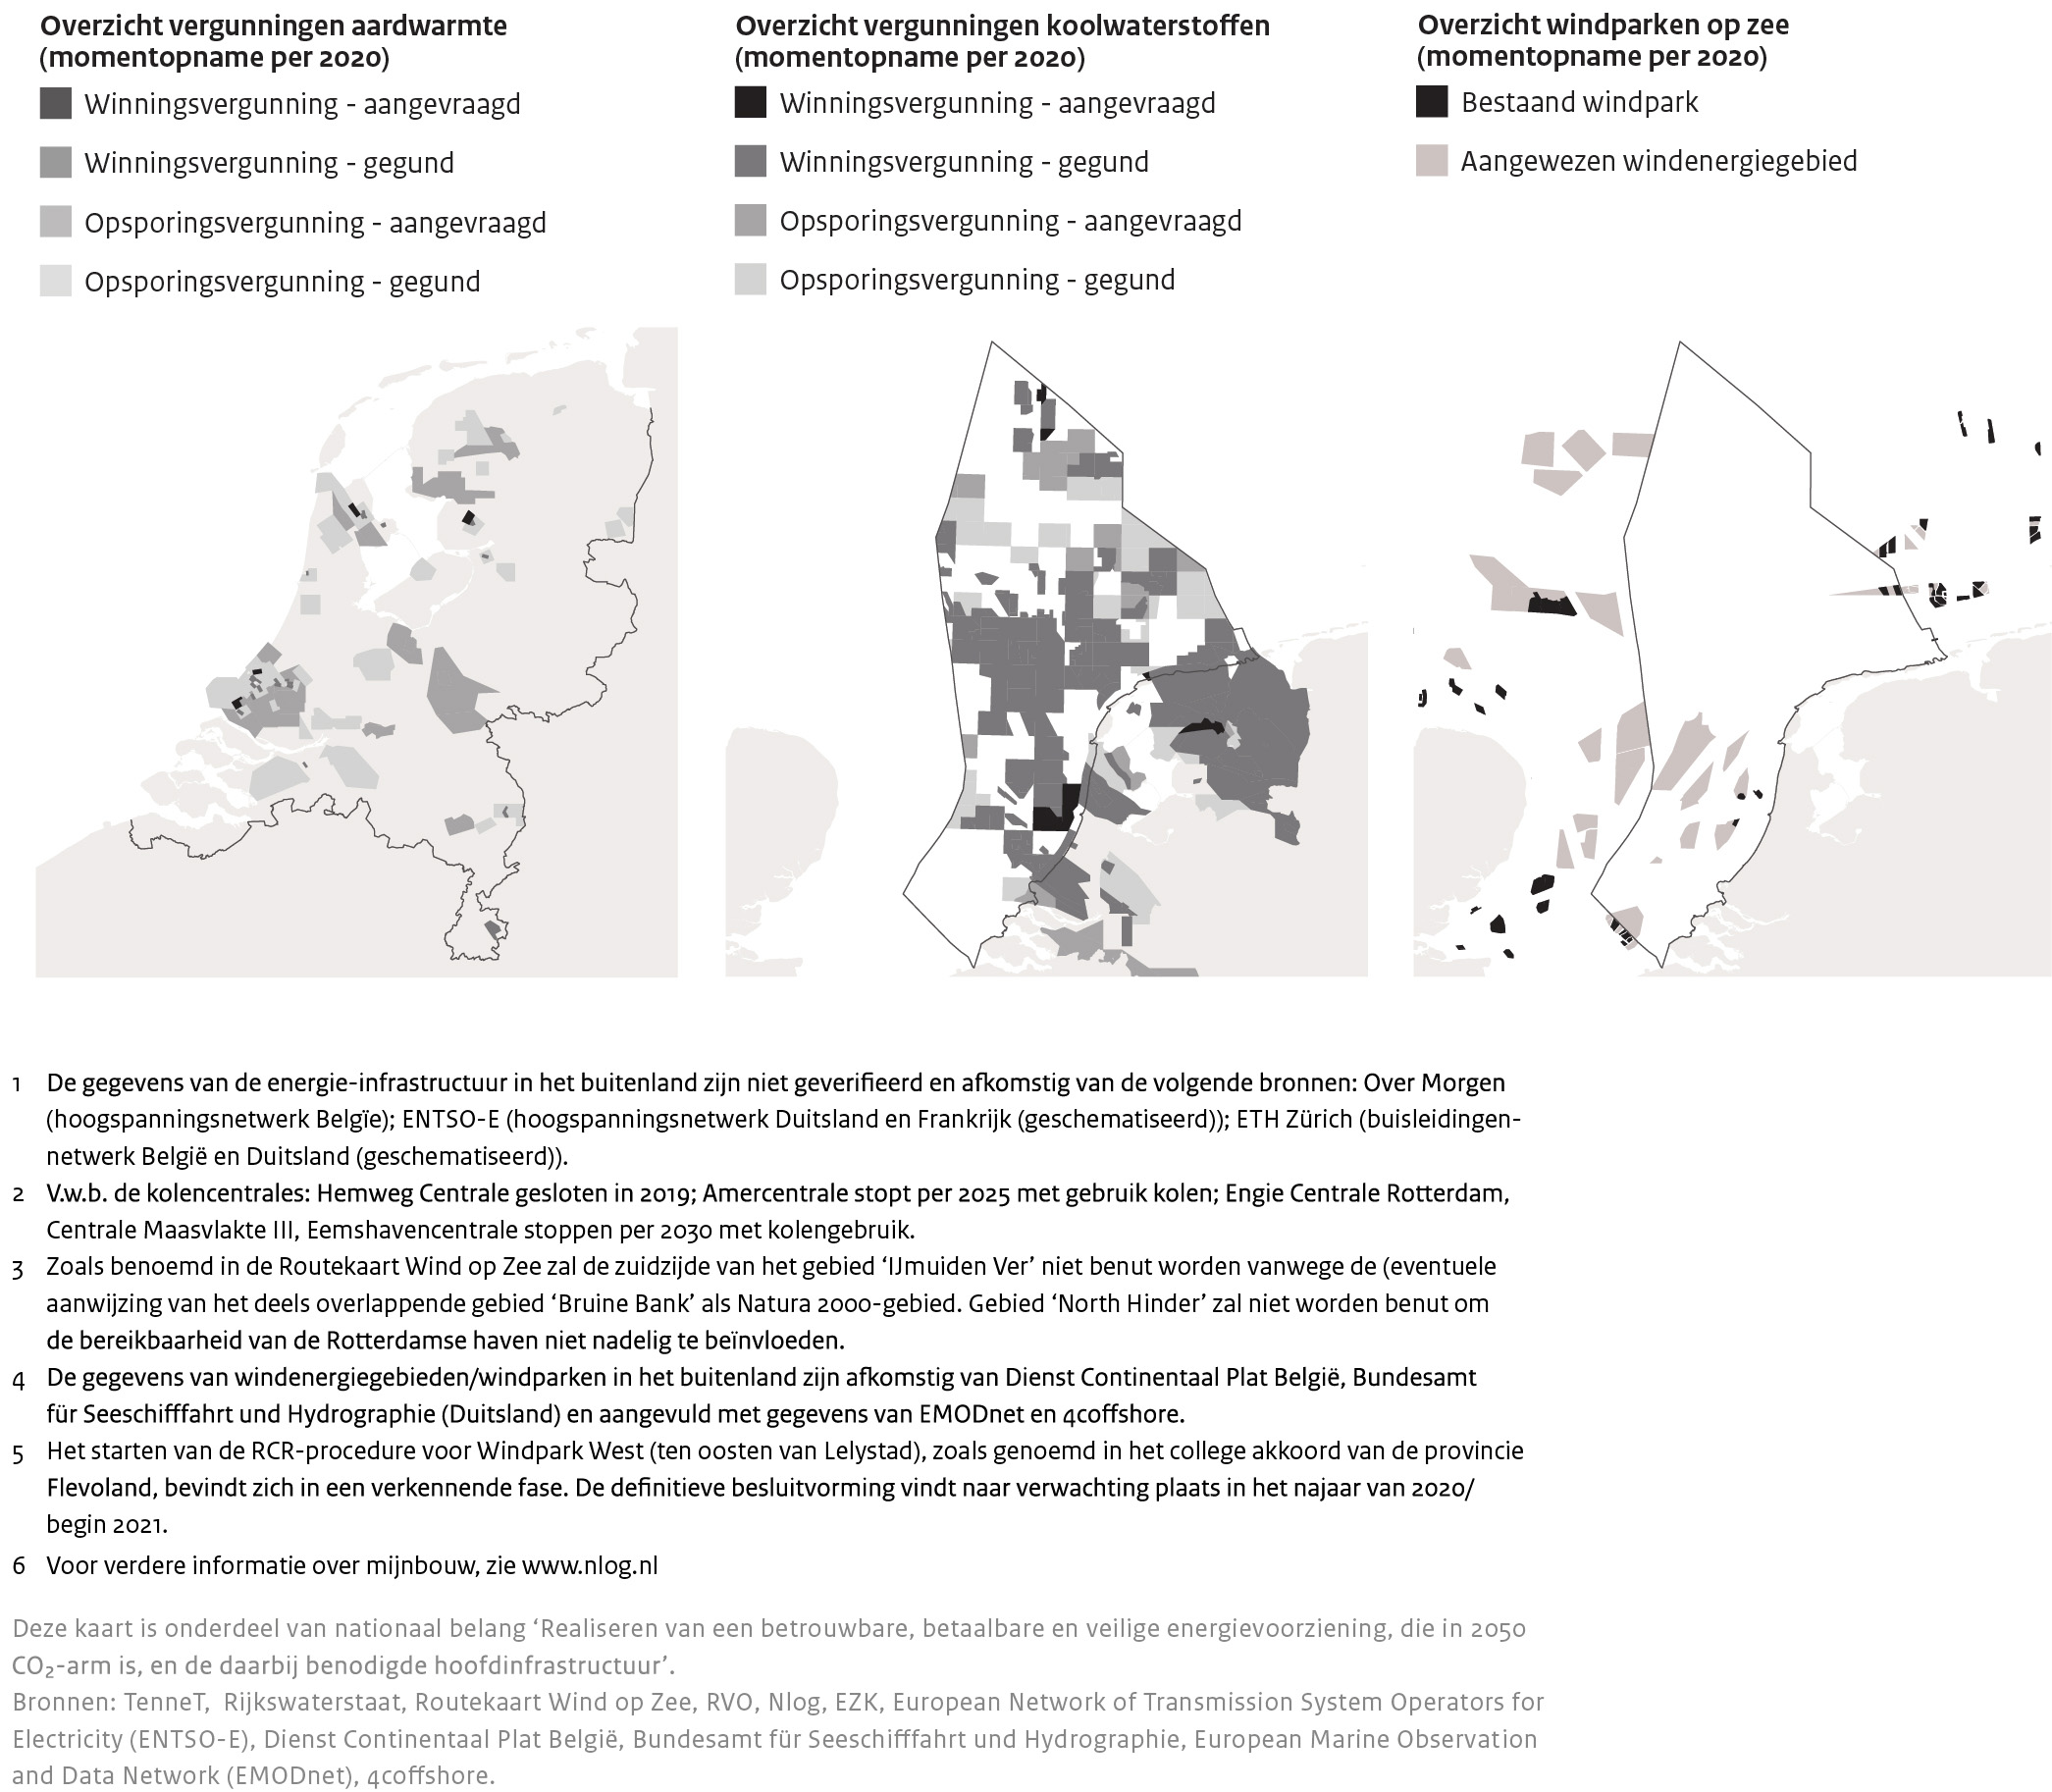 Overzicht vergunningen aardwarmte
(momentopname per 2020)
Winningsvergunning - aangevraagd
Winningsvergunning - gegund
Opsporingsvergunning - aangevraagd
Opsporingsvergunning - gegund
Overzicht vergunningen koolwaterstoffen
(momentopname per 2020)
Winningsvergunning - aangevraagd
Winningsvergunning - gegund
Opsporingsvergunning - aangevraagd
Opsporingsvergunning - gegund
Overzicht windparken op zee
(momentopname per 2020)
Bestaand windpark
Aangewezen windenergiegebied
1 De gegevens van de energie-infrastructuur in het buitenland zijn niet geverifieerd en afkomstig van de volgende bronnen: Over Morgen
(hoogspanningsnetwerk Belgïe); ENTSO-E (hoogspanningsnetwerk Duitsland en Frankrijk (geschematiseerd)); ETH Zürich (buisleidingen-
netwerk België en Duitsland (geschematiseerd)).
2 V.w.b. de kolencentrales: Hemweg Centrale gesloten in 2019; Amercentrale stopt per 2025 met gebruik kolen; Engie Centrale Rotterdam,
Centrale Maasvlakte III, Eemshavencentrale stoppen per 2030 met kolengebruik.
3 Zoals benoemd in de Routekaart Wind op Zee zal de zuidzijde van het gebied ‘IJmuiden Ver’ niet benut worden vanwege de (eventuele
aanwijzing van het deels overlappende gebied ‘Bruine Bank’ als Natura 2000-gebied. Gebied ‘North Hinder’ zal niet worden benut om
de bereikbaarheid van de Rotterdamse haven niet nadelig te beïnvloeden.
4 De gegevens van windenergiegebieden/windparken in het buitenland zijn afkomstig van Dienst Continentaal Plat België, Bundesamt
für Seeschifffahrt und Hydrographie (Duitsland) en aangevuld met gegevens van EMODnet en 4coffshore.
5 Het starten van de RCR-procedure voor Windpark West (ten oosten van Lelystad), zoals genoemd in het college akkoord van de provincie
Flevoland, bevindt zich in een verkennende fase. De definitieve besluitvorming vindt naar verwachting plaats in het najaar van 2020/
begin 2021.
6 Voor verdere informatie over mijnbouw, zie www.nlog.nl
Deze kaart is onderdeel van nationaal belang ‘Realiseren van een betrouwbare, betaalbare en veilige energievoorziening, die in 2050
CO₂-arm is, en de daarbij benodigde hoofdinfrastructuur’.
Bronnen: TenneT, Rijkswaterstaat, Routekaart Wind op Zee, RVO, Nlog, EZK, European Network of Transmission System Operators for
Electricity (ENTSO-E), Dienst Continentaal Plat België, Bundesamt für Seeschifffahrt und Hydrographie, European Marine Observation
and Data Network (EMODnet), 4coffshore.